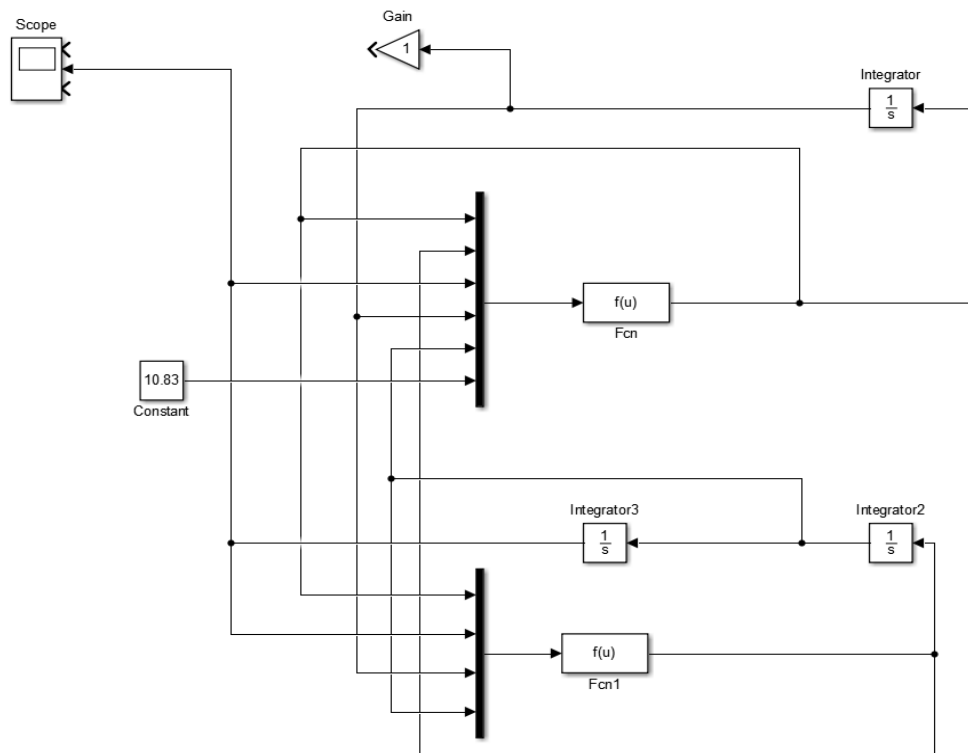 Gain
Scope
1
Integrator
1
s
f(u)
Fcn
10.83
Constant
Integrator3
Integrator2
1
s
1
s
f(u)
Fcn1